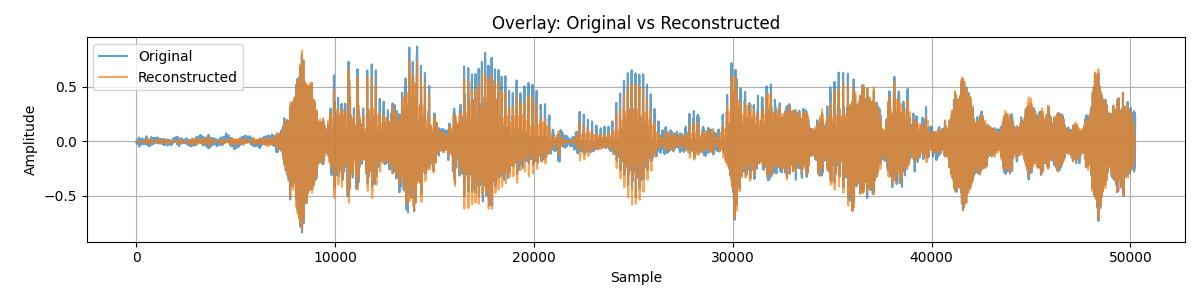 Overlay: Original vs Reconstructed
Original
Reconstructed
Amplitude
0.5
0.0
−0.5
0 10000 20000 30000 40000 50000
Sample